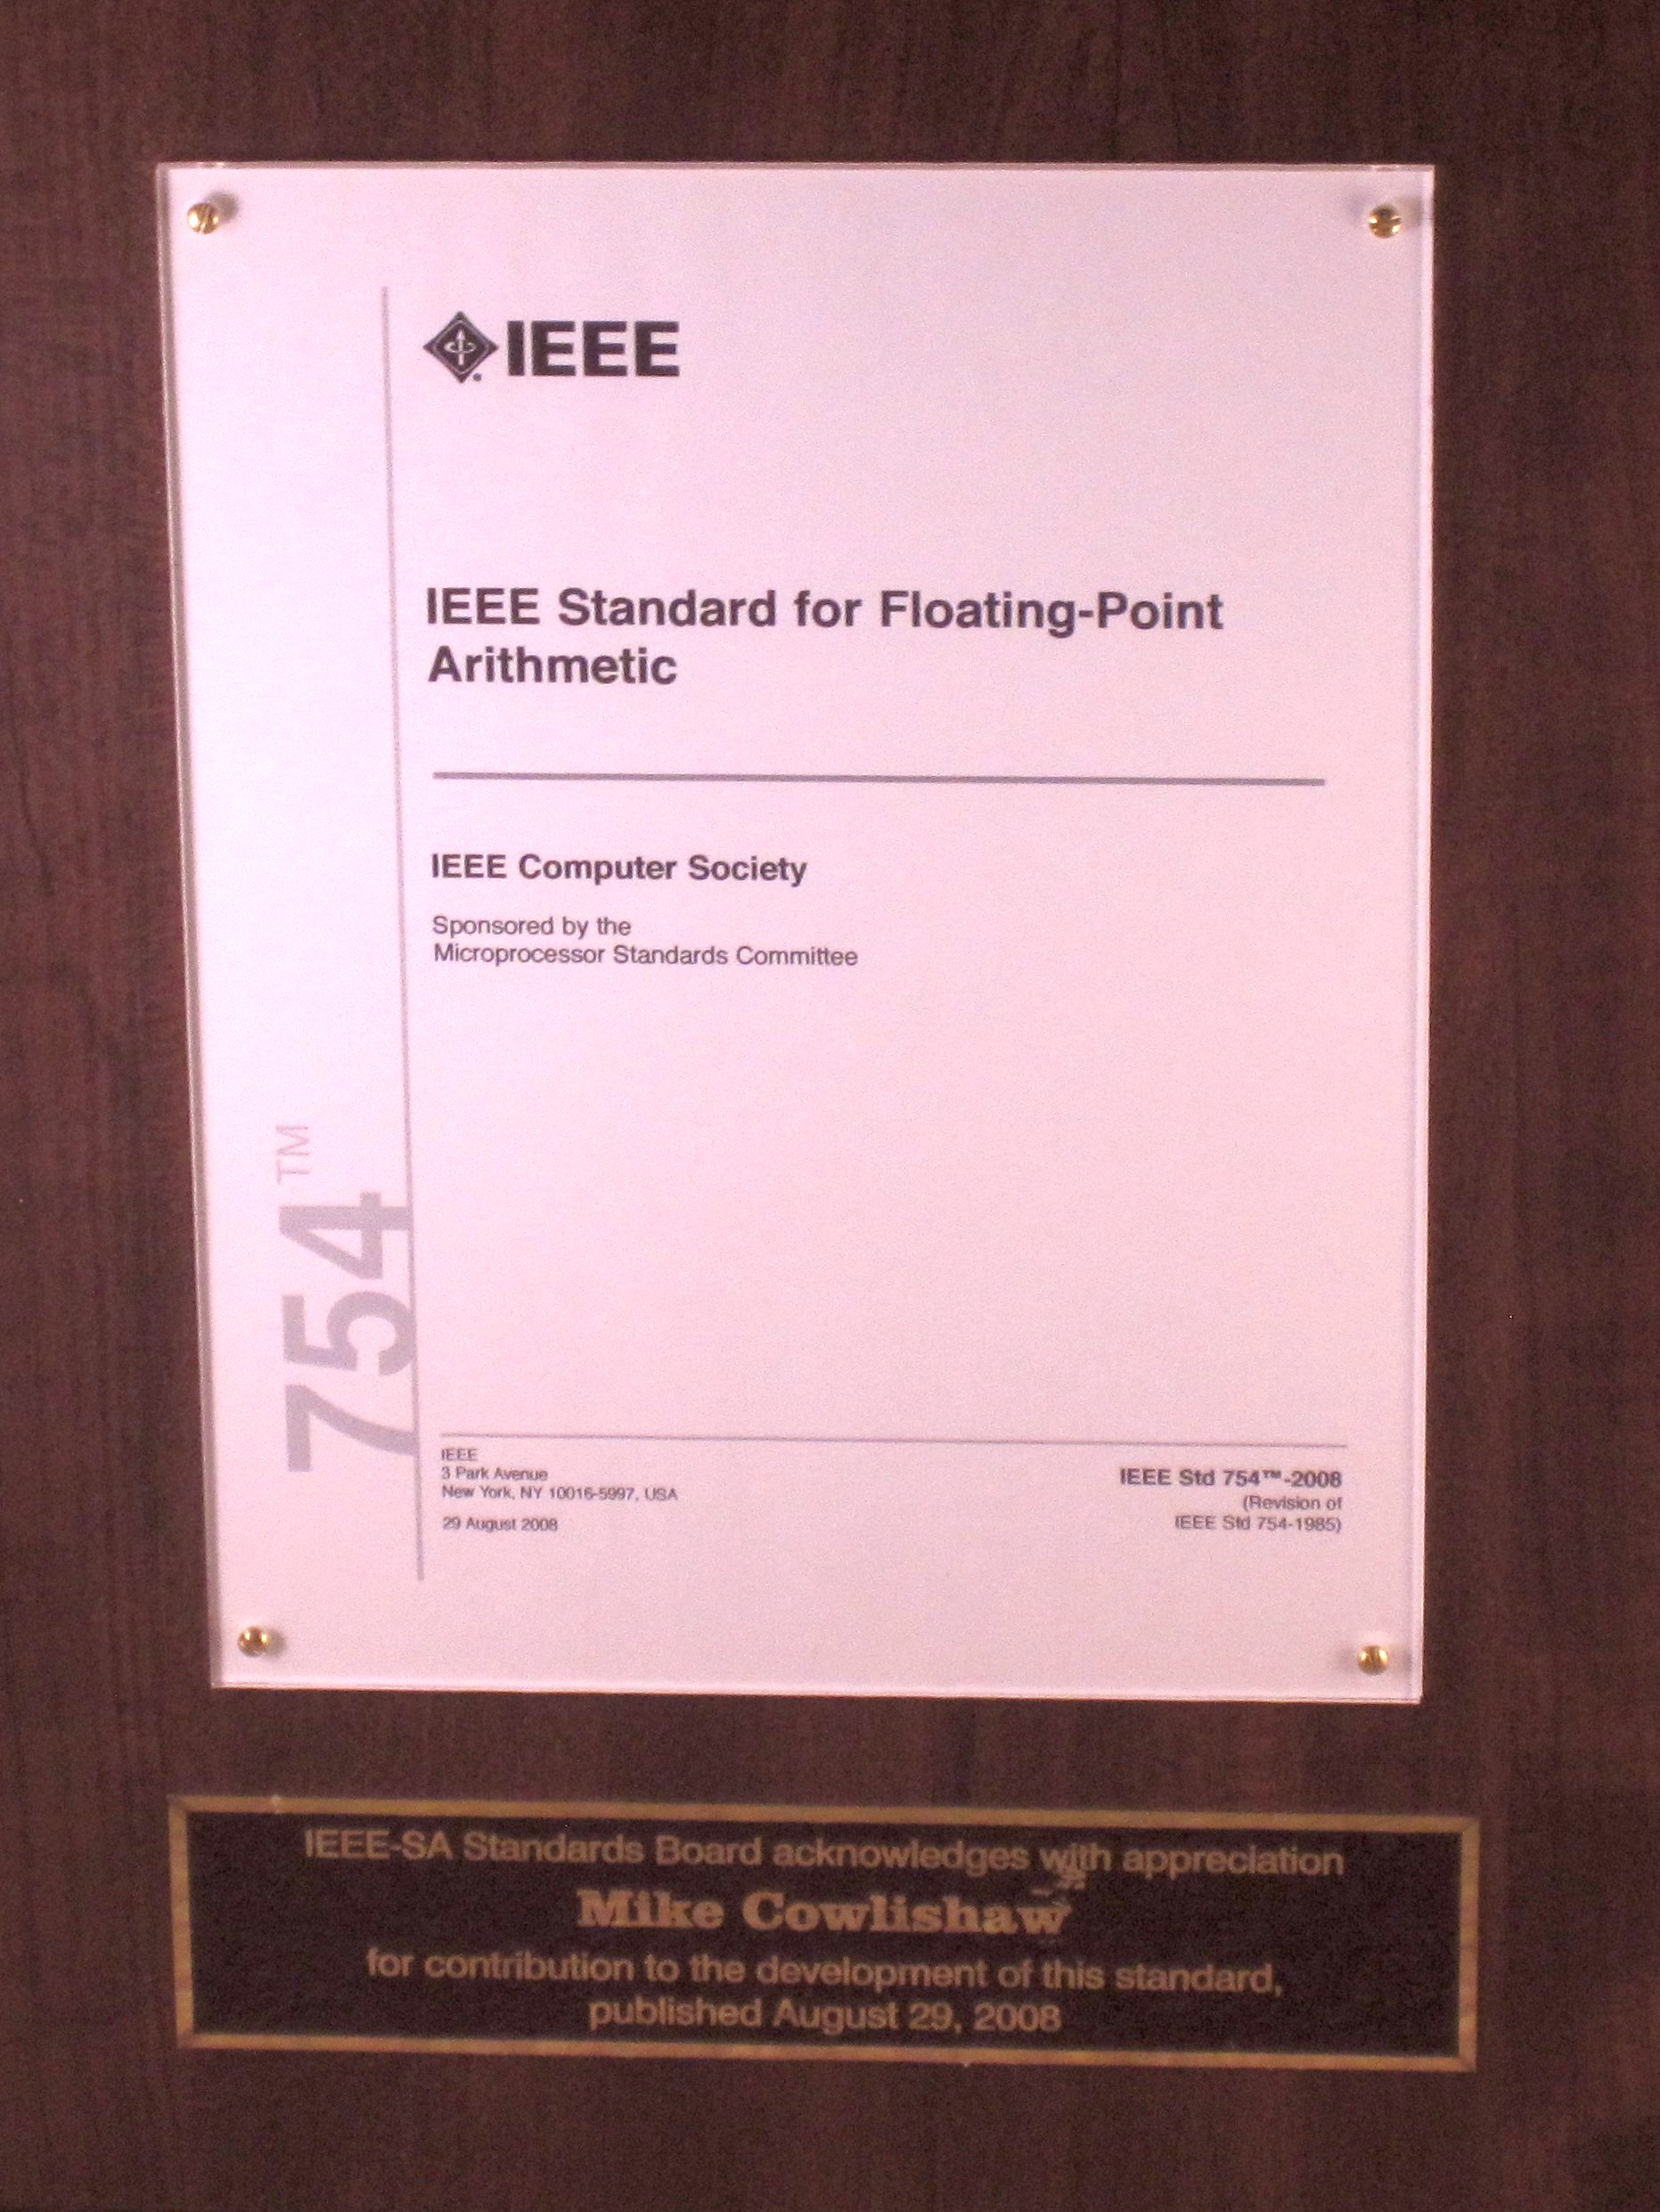 IEEE
IEEE Standard for Floating-Point
Arithmetic
IEEE Computer Society
Sponsored by the
Microprocessor Standards Committee
754™
IEEE
3 Park Avenue
New York, NY 10016-5997, USA
29 August 2008
IEEE Std 754™-2008
(Revision of
IEEE Std 754-1985)
IEEE-SA Standards Board acknowledges with appreciation
Mike Cowlishaw
for contribution to the development of this standard,
published August 29, 2008